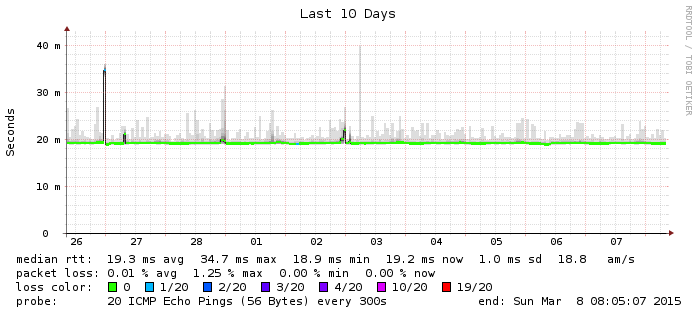 Last 10 Days
RRDTOOL / TOBI OETIKER
Seconds
40 m
30 m
20 m
10 m
0
26 27 28 01 02 03 04 05 06 07
median rtt: 19.3 ms avg 34.7 ms max 18.9 ms min 19.2 ms now 1.0 ms sd 18.8 am/s
packet loss: 0.01 % avg 1.25 % max 0.00 % min 0.00 % now
loss color: 0 1/20 2/20 3/20 4/20 10/20 19/20
probe: 20 ICMP Echo Pings (56 Bytes) every 300s end: Sun Mar 8 08:05:07 2015